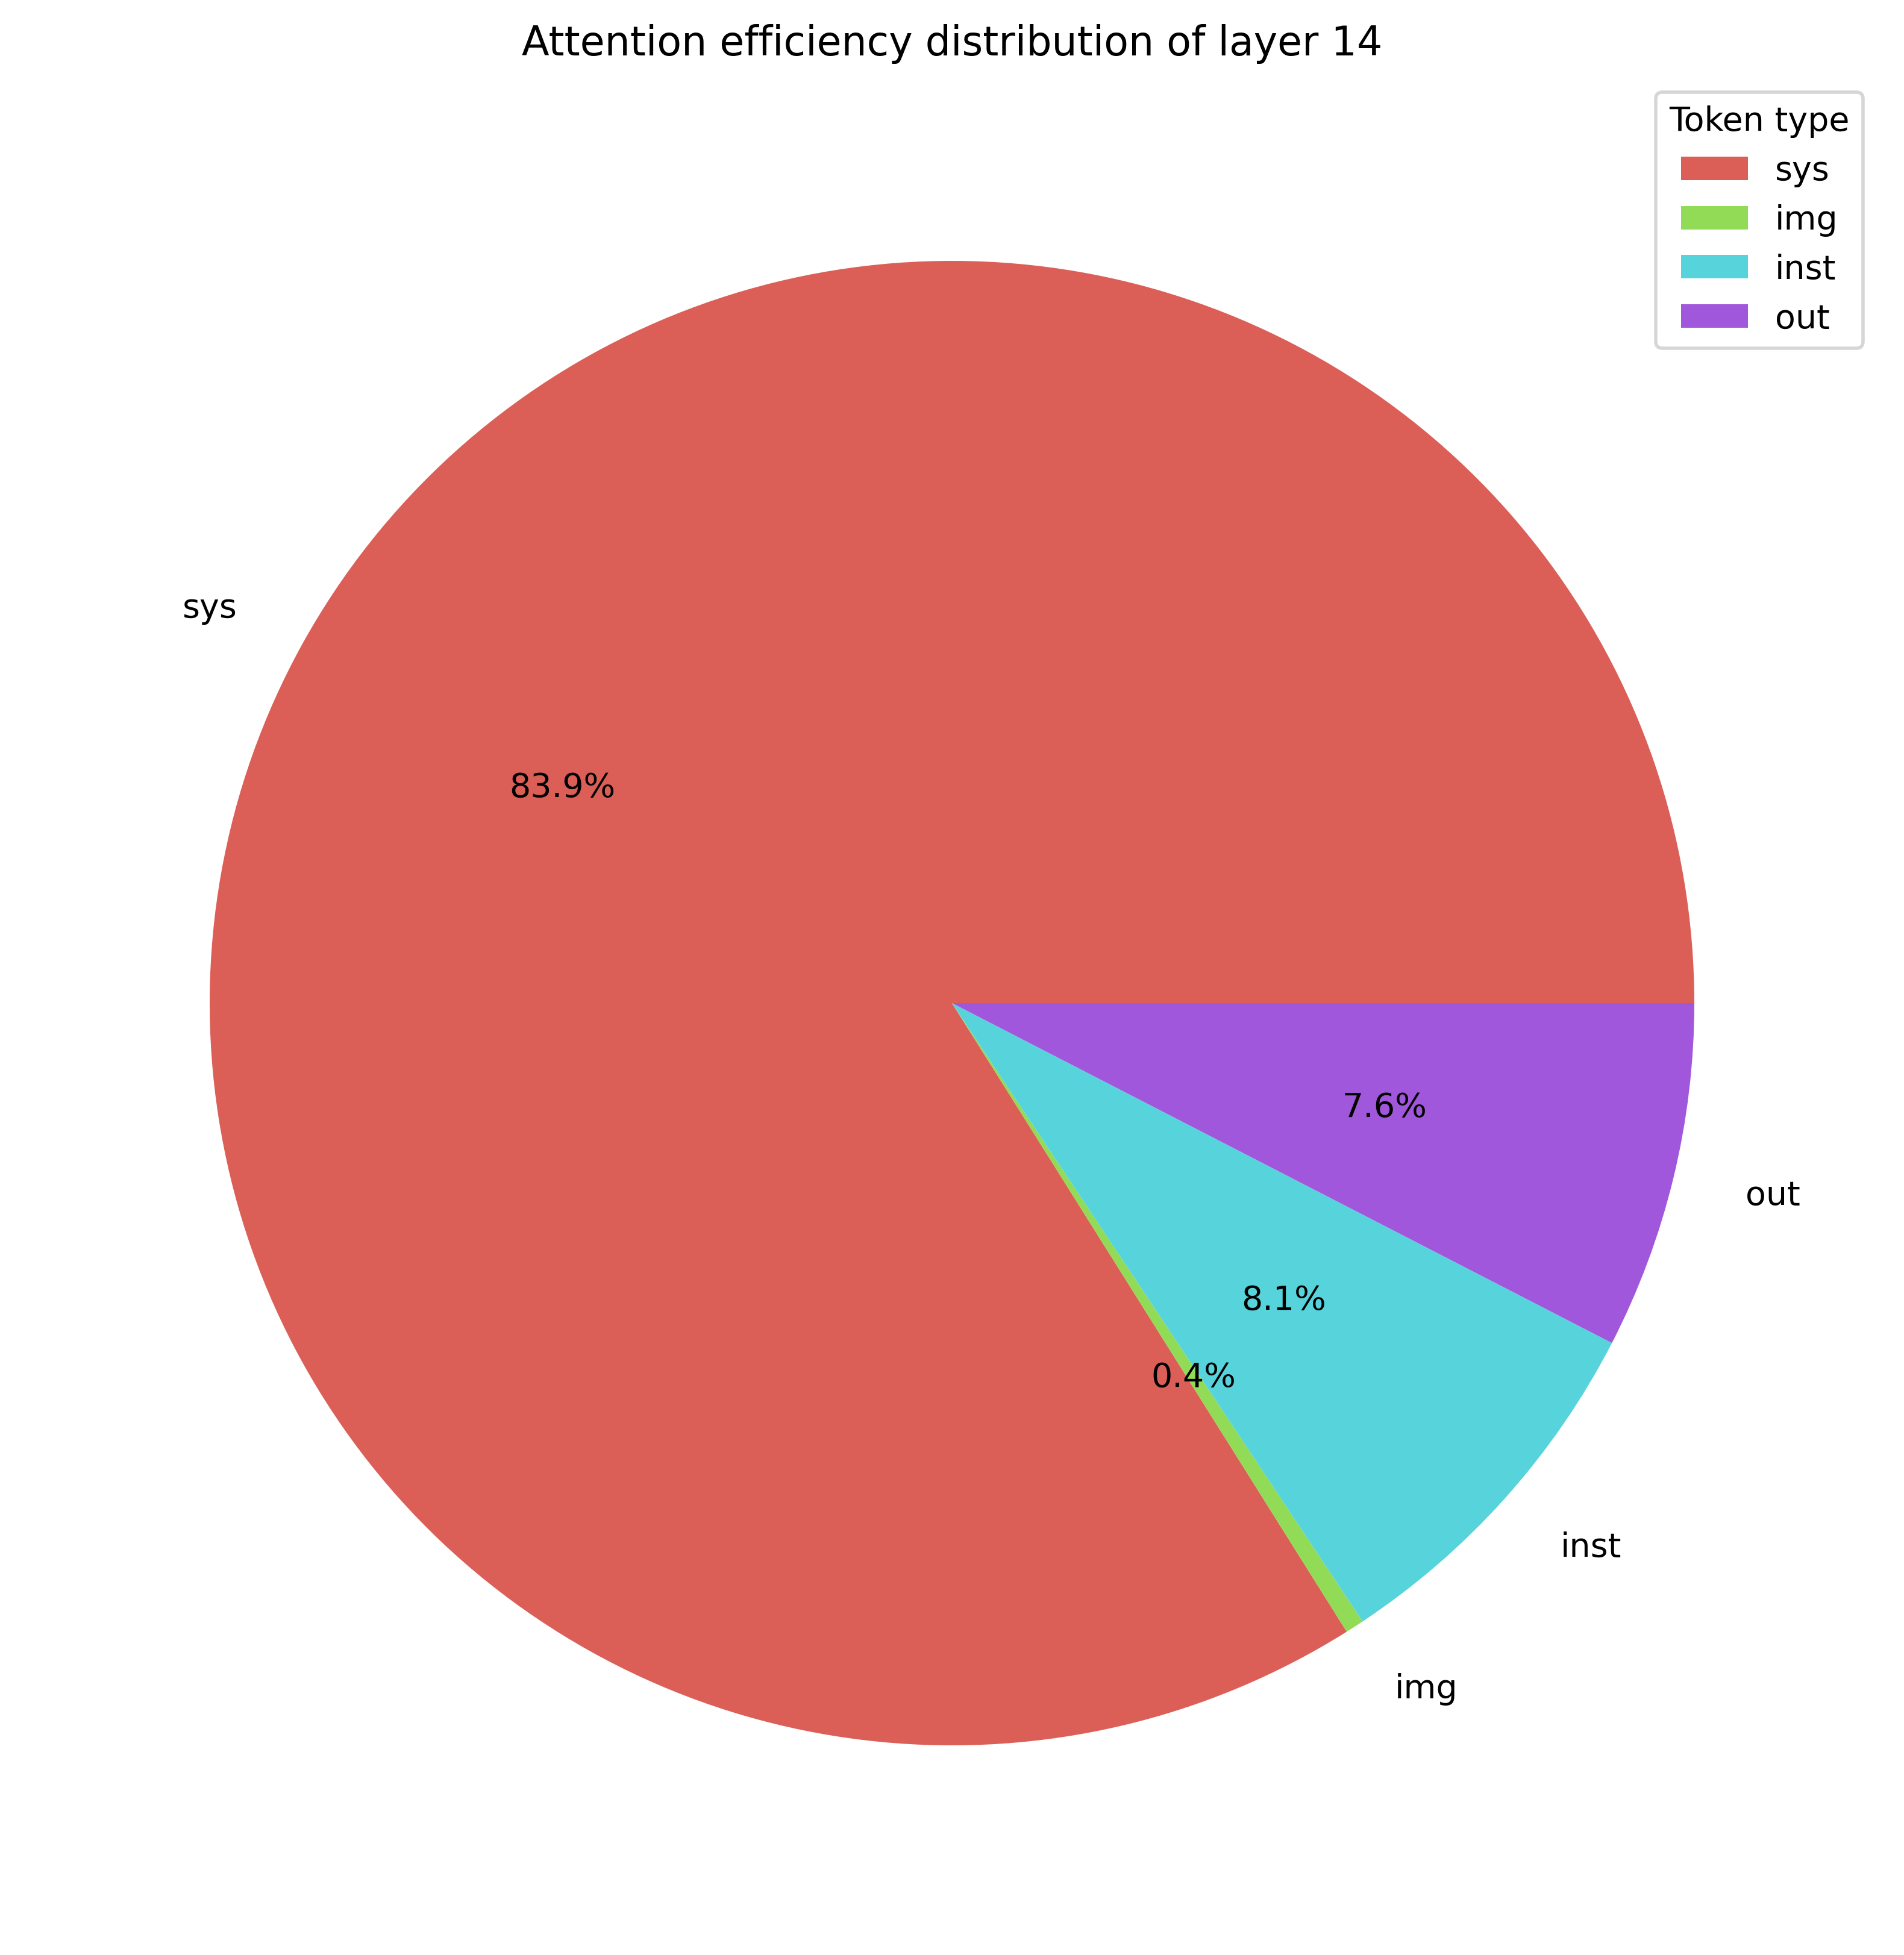 Attention efficiency distribution of layer 14
Token type
sys
img
inst
out
sys
83.9%
7.6%
out
8.1%
0.4%
inst
img